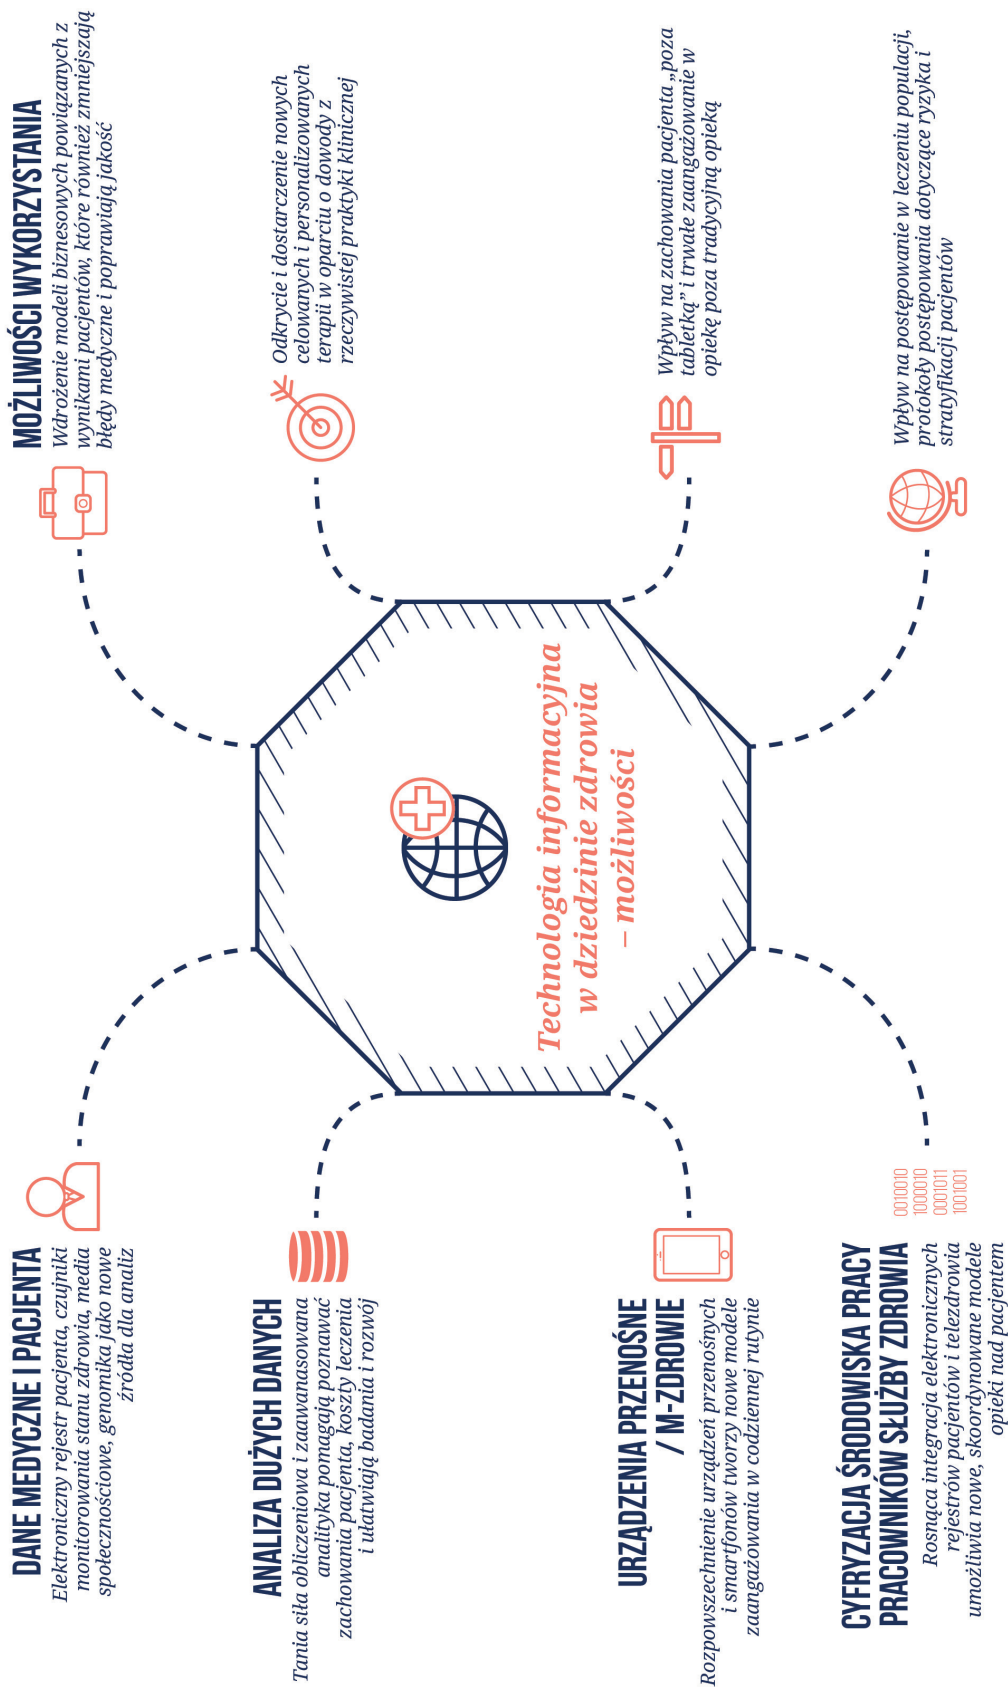 DANE MEDYCZNE I PACJENTA
Elektroniczny rejestr pacjenta, czujniki
monitorowania stanu zdrowia, media
społecznościowe, genomika jako nowe
źródła dla analiz
ANALIZA DUŻYCH DANYCH
Tania siła obliczeniowa i zaawanasowana
analityka pomagają poznawać
zachowania pacjenta, koszty leczenia
i ułatwiają badania i rozwój
URZĄDZENIA PRZENOŚNE
/ M-ZDROWIE
Rozpowszechnienie urządzeń przenośnych
i smartfonów tworzy nowe modele
zaangażowania w codziennej rutynie
0010010
1000010
0001011
1001001
CYFRYZACJA ŚRODOWISKA PRACY
PRACOWNIKÓW SŁUŻBY ZDROWIA
Rosnąca integracja elektronicznych
rejestrów pacjentów i telezdrowia
umożliwia nowe, skoordynowane modele
opieki nad pacjentem
Technologia informacyjna
w dziedzinie zdrowia
– możliwości
MOŻLIWOŚCI WYKORZYSTANIA
Wdrożenie modeli biznesowych powiązanych z
wynikami pacjentów, które również zmniejszają
błędy medyczne i poprawiają jakość
Odkrycie i dostarczenie nowych
celowanych i personalizowanych
terapii w oparciu o dowody z
rzeczywistej praktyki klinicznej
Wpływ na zachowania pacjenta „poza
tabletką” i trwałe zaangażowanie w
opiekę poza tradycyjną opieką
Wpływ na postępowanie w leczeniu populacji,
protokoły postępowania dotyczące ryzyka i
stratyfikacji pacjentów